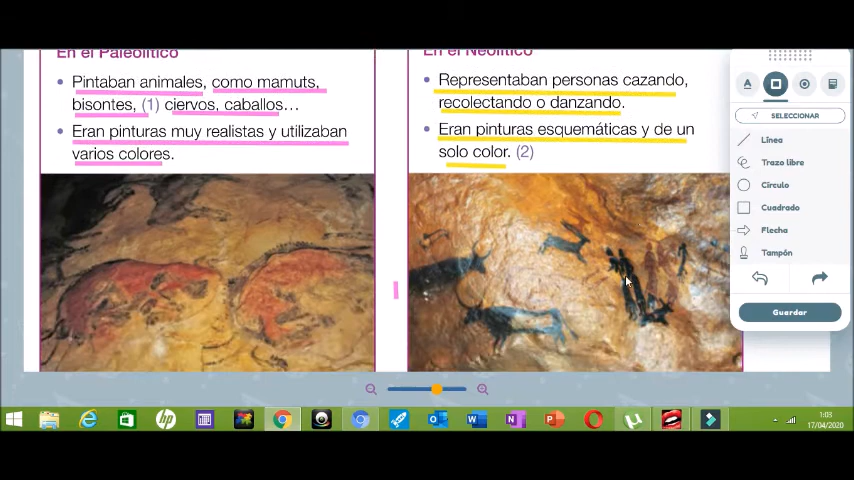 En el Paleolítico
• Pintaban animales, como mamuts,
bisontes, (1) ciervos, caballos...
• Eran pinturas muy realistas y utilizaban
varios colores.
En el Neolítico
• Representaban personas cazando,
recolectando o danzando.
• Eran pinturas esquemáticas y de un
solo color. (2)
A
SELECCIONAR
Línea
Trazo libre
Círculo
Cuadrado
Flecha
Tampón
Guardar
1:03
17/04/2020